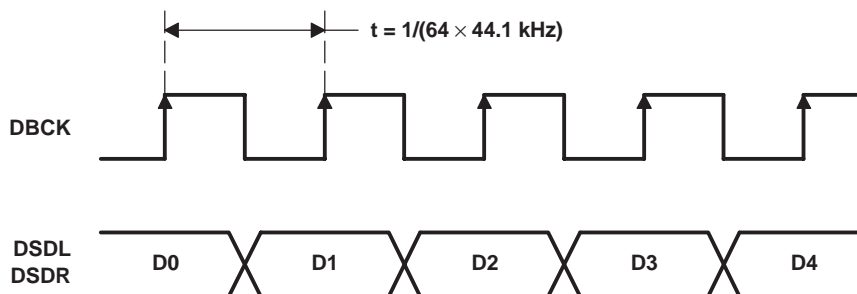 t = 1/(64 × 44.1 kHz)
DBCK
DSDL
DSDR
D0 D1 D2 D3 D4